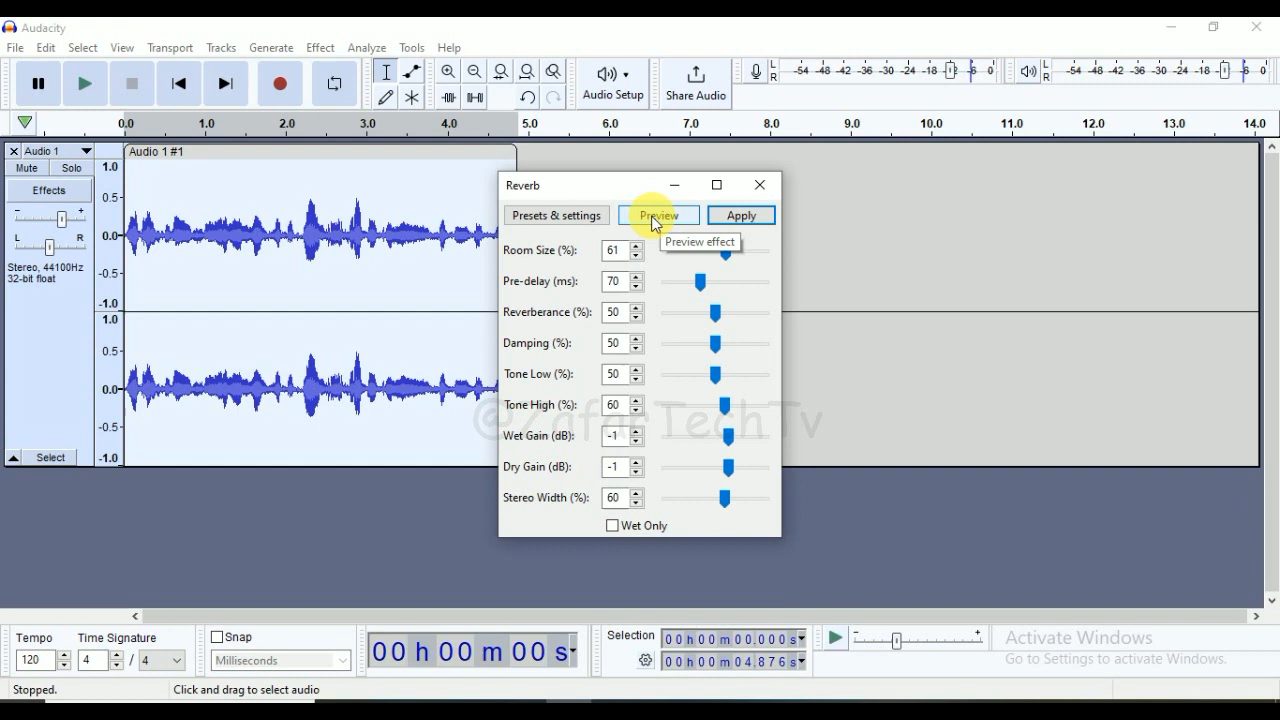 Audacity
File Edit Select View Transport Tracks Generate Effect Analyze Tools Help
Audio Setup
Share Audio
L
R
-54 -48 -42 -36 -30 -24 -18 -12 -6 0
L
R
-54 -48 -42 -36 -30 -24 -18 -12 -6 0
0.0 1.0 2.0 3.0 4.0 5.0 6.0 7.0 8.0 9.0 10.0 11.0 12.0 13.0 14.0
Audio 1
Mute Solo
Effects
- +
L R
Stereo, 44100Hz
32-bit float
Select
1.0
0.5
0.0
-0.5
-1.0
1.0
0.5
0.0
-0.5
-1.0
Audio 1 #1
Reverb
Presets & settings Preview Apply
Preview effect
Room Size (%): 61
Pre-delay (ms): 70
Reverberance (%): 50
Damping (%): 50
Tone Low (%): 50
Tone High (%): 60
Wet Gain (dB): -1
Dry Gain (dB): -1
Stereo Width (%): 60
Wet Only
@ZafarTechTv
Tempo
120
Time Signature
4 / 4
Snap
Milliseconds
00 h 00 m 00 s
Selection
00 h 00 m 00.000 s
00 h 00 m 04.876 s
- +
Activate Windows
Go to Settings to activate Windows.
Stopped.
Click and drag to select audio